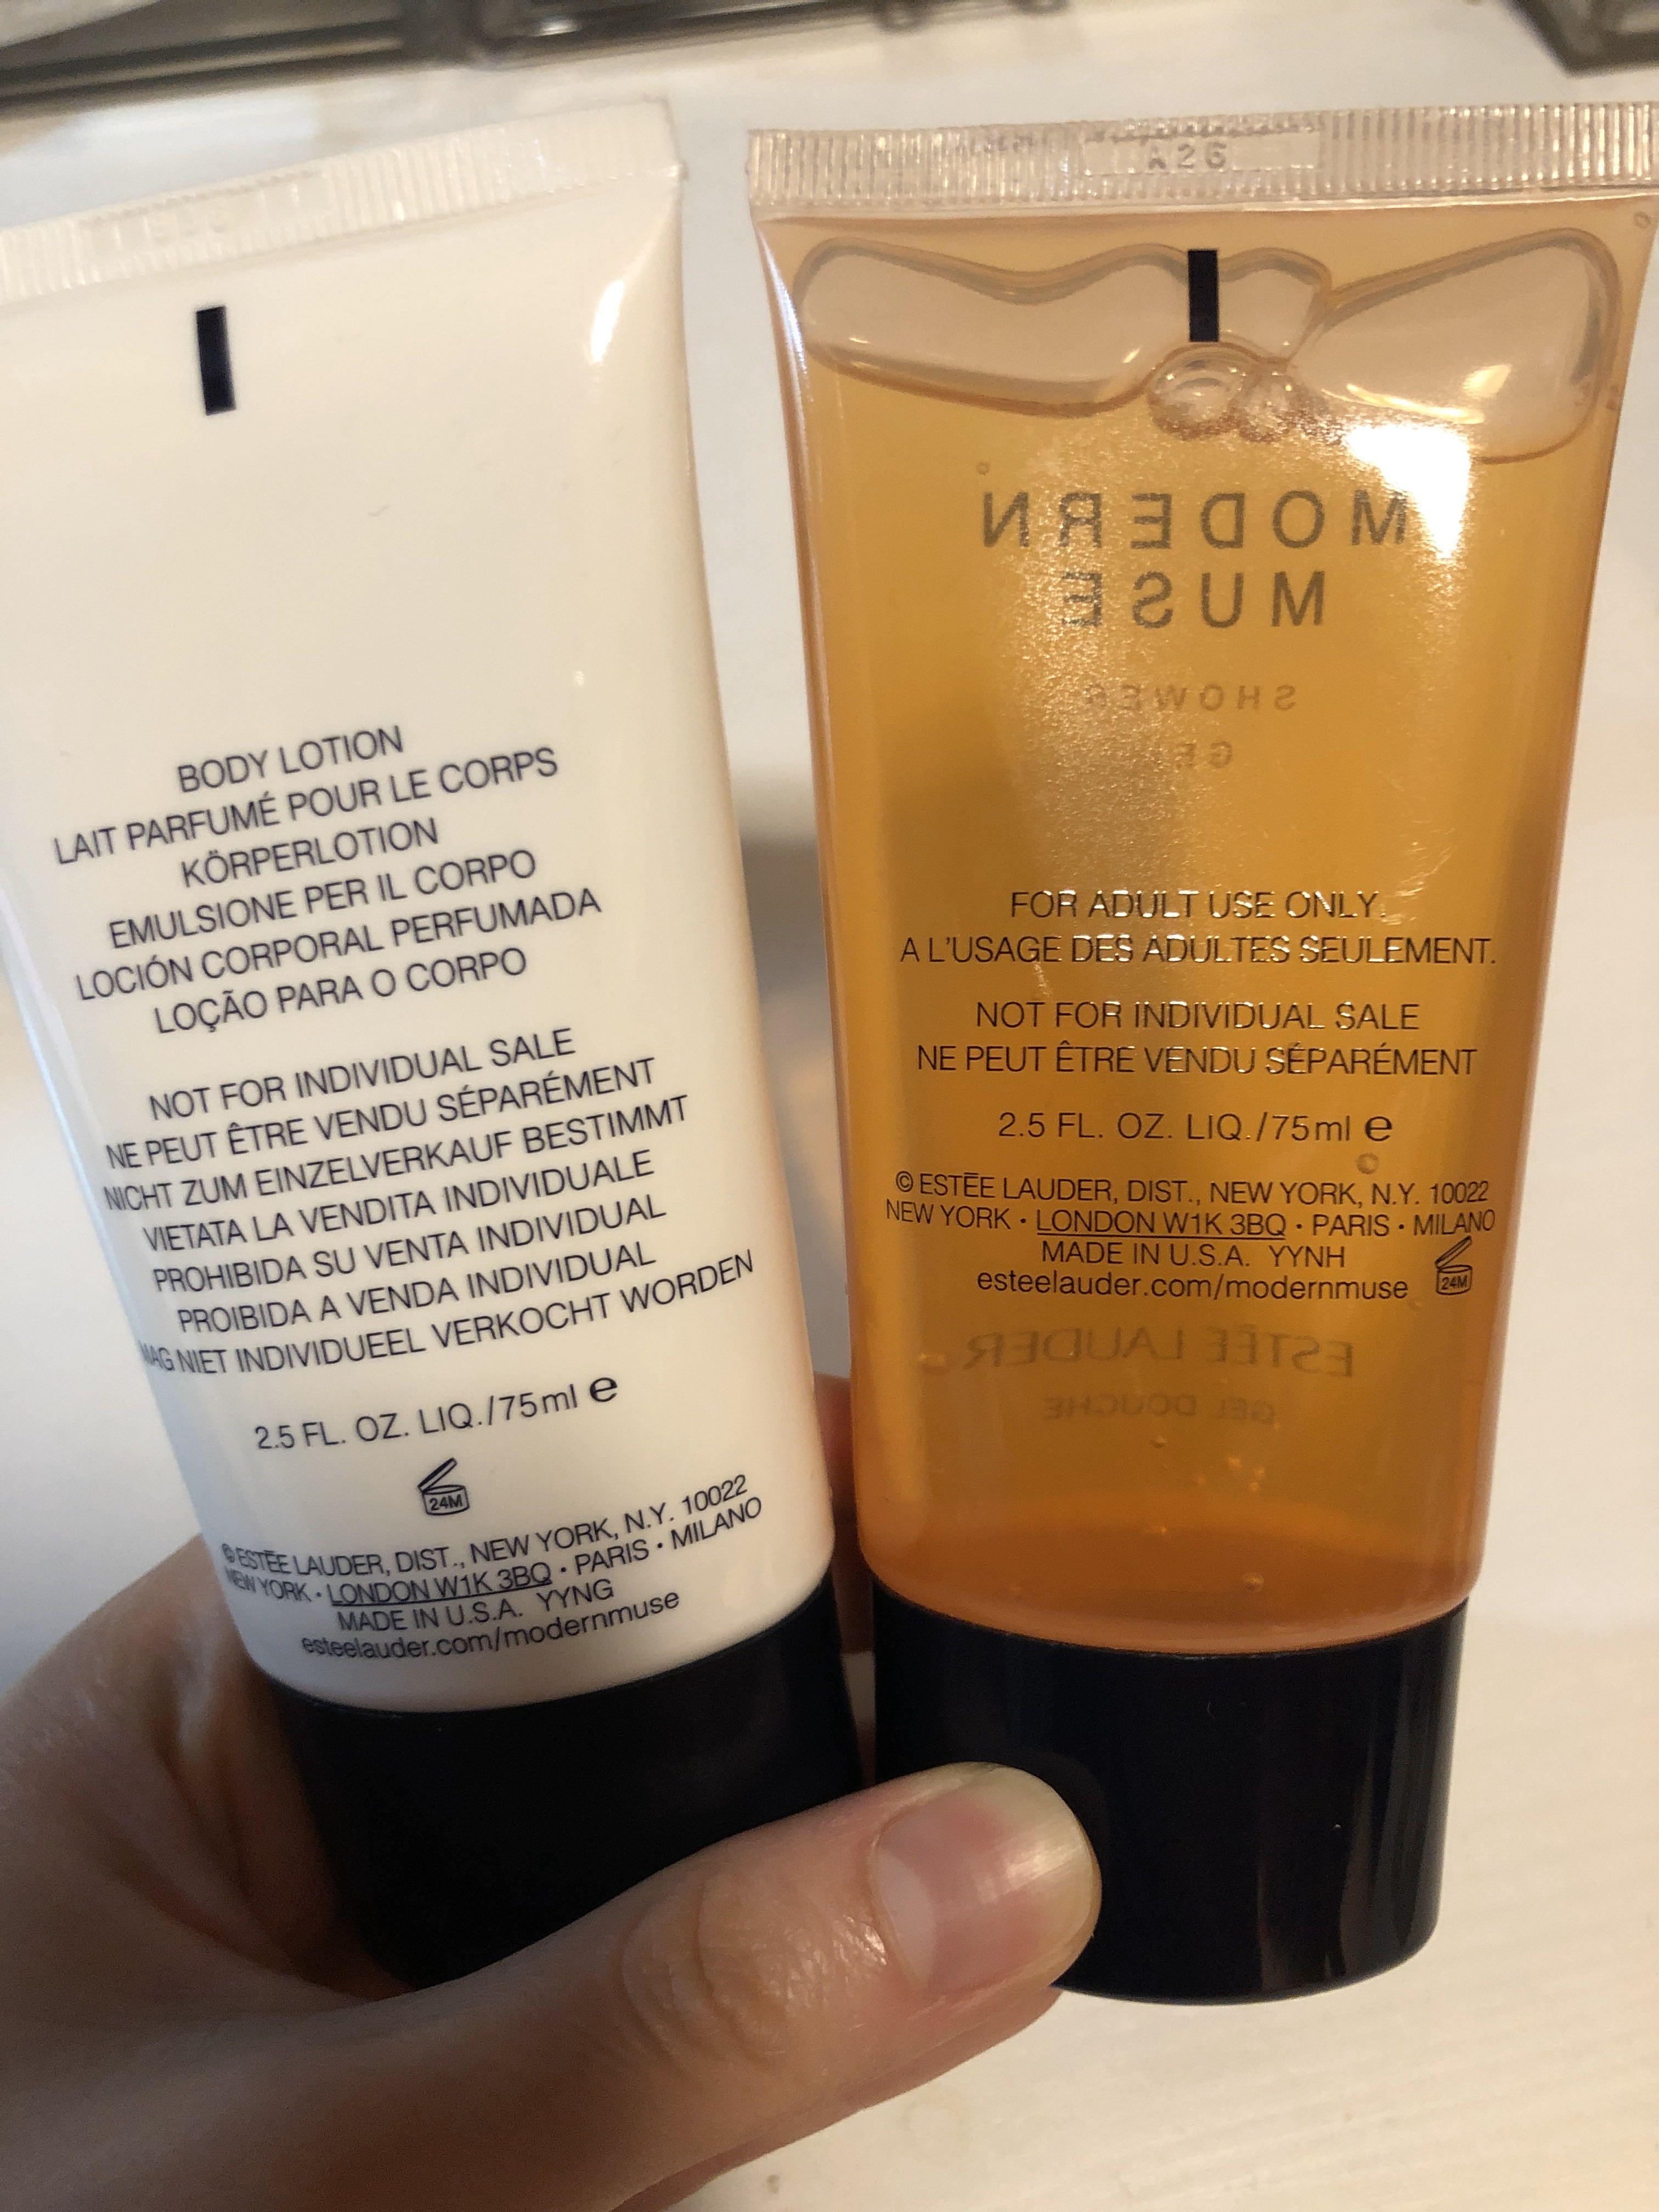 BODY LOTION
LAIT PARFUMÉ POUR LE CORPS
KÖRPERLOTION
EMULSIONE PER IL CORPO
LOCIÓN CORPORAL PERFUMADA
LOÇÃO PARA O CORPO
NOT FOR INDIVIDUAL SALE
NE PEUT ÊTRE VENDU SÉPARÉMENT
NICHT ZUM EINZELVERKAUF BESTIMMT
VIETATA LA VENDITA INDIVIDUALE
PROHIBIDA SU VENTA INDIVIDUAL
PROIBIDA A VENDA INDIVIDUAL
MAG NIET INDIVIDUEEL VERKOCHT WORDEN
2.5 FL. OZ. LIQ./75ml e
24M
© ESTĒE LAUDER, DIST., NEW YORK, N.Y. 10022
NEW YORK · LONDON W1K 3BQ · PARIS · MILANO
MADE IN U.S.A. YYNG
esteelauder.com/modernmuse
A26
MODERN
MUSE
SHOWER
GEL
FOR ADULT USE ONLY.
A L'USAGE DES ADULTES SEULEMENT.
NOT FOR INDIVIDUAL SALE
NE PEUT ÊTRE VENDU SÉPARÉMENT
2.5 FL. OZ. LIQ./75ml e
© ESTĒE LAUDER, DIST., NEW YORK, N.Y. 10022
NEW YORK · LONDON W1K 3BQ · PARIS · MILANO
MADE IN U.S.A. YYNH
esteelauder.com/modernmuse 24M
ESTĒE LAUDER
GEL DOUCHE